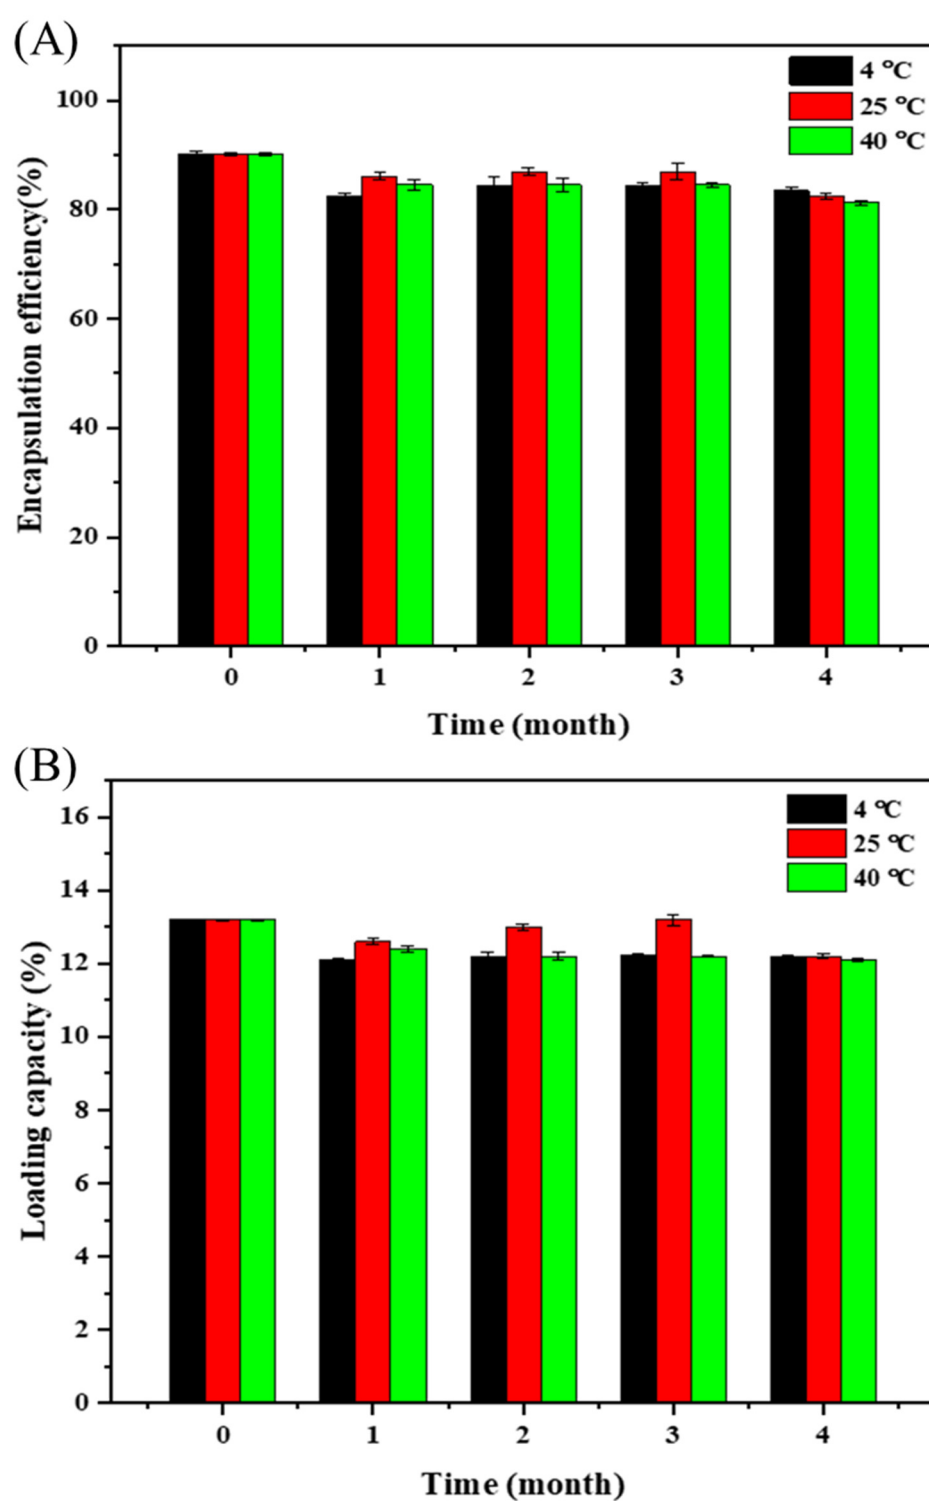 (A)
4 °C
25 °C
40 °C
100
80
60
40
20
0
Encapsulation efficiency(%)
0 1 2 3 4
Time (month)
(B)
4 °C
25 °C
40 °C
16
14
12
10
8
6
4
2
0
Loading capacity (%)
0 1 2 3 4
Time (month)